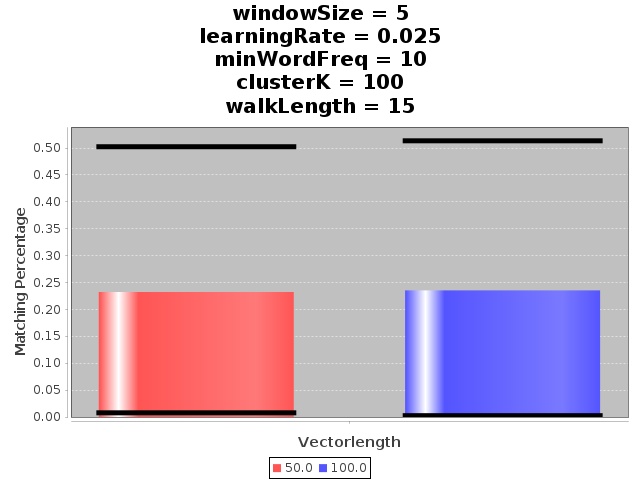 windowSize = 5
learningRate = 0.025
minWordFreq = 10
clusterK = 100
walkLength = 15
Matching Percentage
0.50
0.45
0.40
0.35
0.30
0.25
0.20
0.15
0.10
0.05
0.00
Vectorlength
50.0 100.0